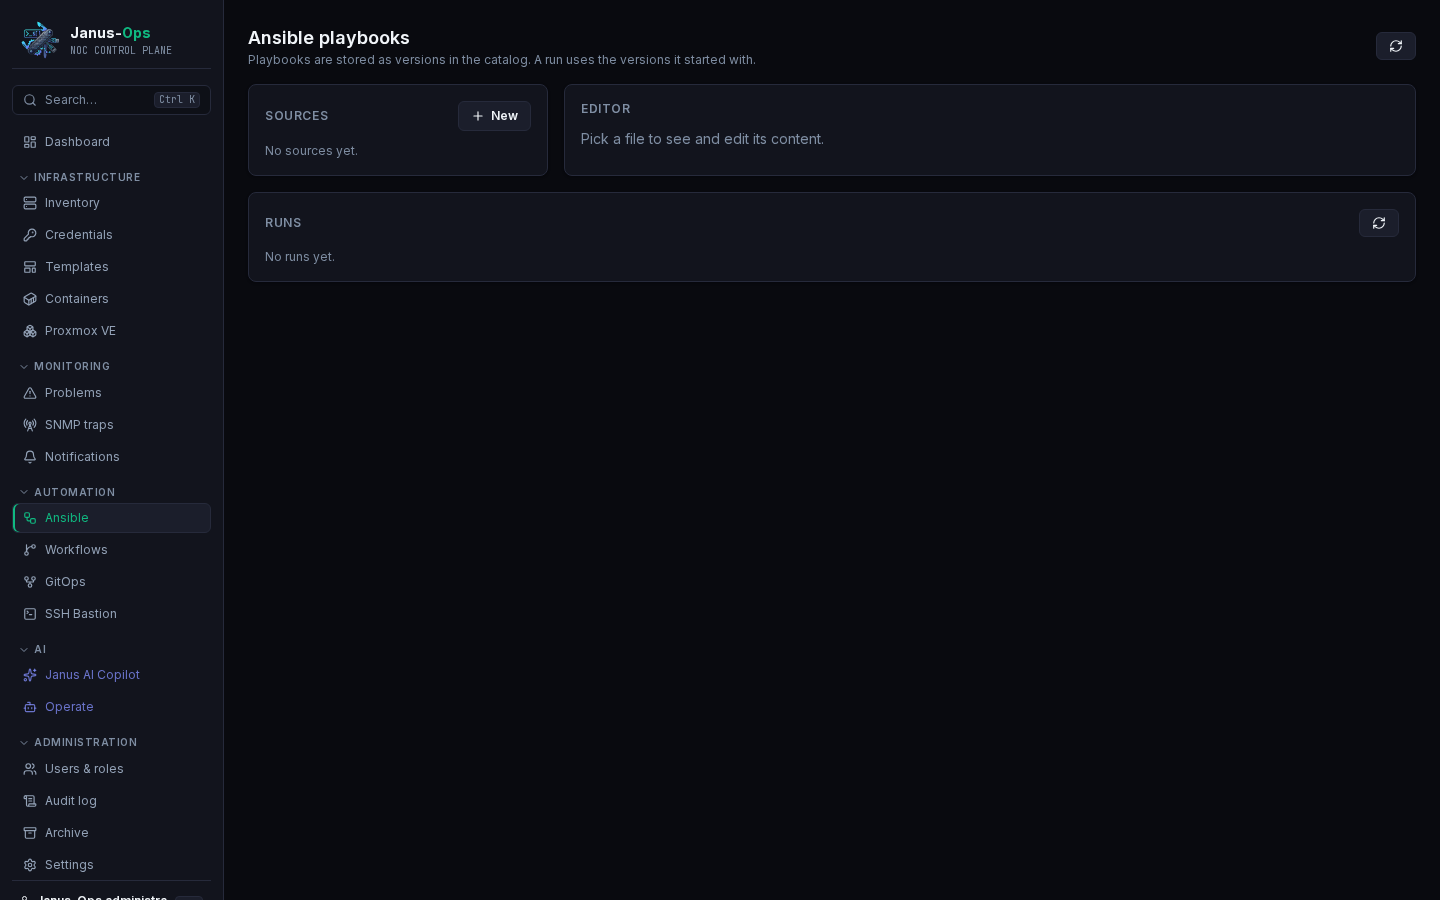 Janus-Ops
NOC CONTROL PLANE
Search...
Ctrl K
Dashboard
INFRASTRUCTURE
Inventory
Credentials
Templates
Containers
Proxmox VE
MONITORING
Problems
SNMP traps
Notifications
AUTOMATION
Ansible
Workflows
GitOps
SSH Bastion
AI
Janus AI Copilot
Operate
ADMINISTRATION
Users & roles
Audit log
Archive
Settings
Janus-Ops administra
Ansible playbooks
Playbooks are stored as versions in the catalog. A run uses the versions it started with.
SOURCES
New
No sources yet.
EDITOR
Pick a file to see and edit its content.
RUNS
No runs yet.